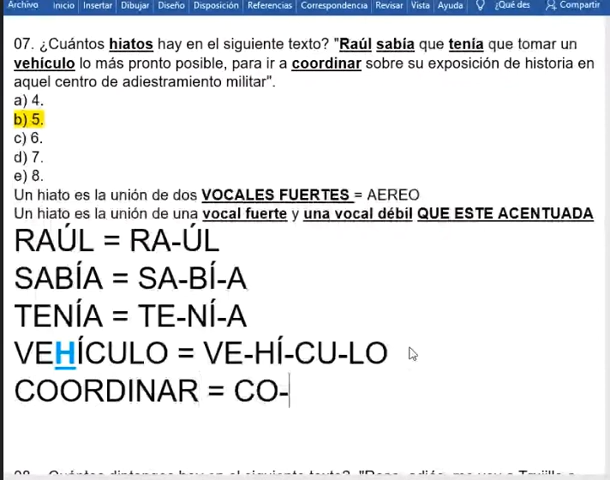 Archivo Inicio Insertar Dibujar Diseño Disposición Referencias Correspondencia Revisar Vista Ayuda ¿Qué des Compartir
07. ¿Cuántos hiatos hay en el siguiente texto? "Raúl sabía que tenía que tomar un
vehículo lo más pronto posible, para ir a coordinar sobre su exposición de historia en
aquel centro de adiestramiento militar".
a) 4.
b) 5.
c) 6.
d) 7.
e) 8.
Un hiato es la unión de dos VOCALES FUERTES = AEREO
Un hiato es la unión de una vocal fuerte y una vocal débil QUE ESTE ACENTUADA
RAÚL = RA-ÚL
SABÍA = SA-BÍ-A
TENÍA = TE-NÍ-A
VEHÍCULO = VE-HÍ-CU-LO
COORDINAR = CO-